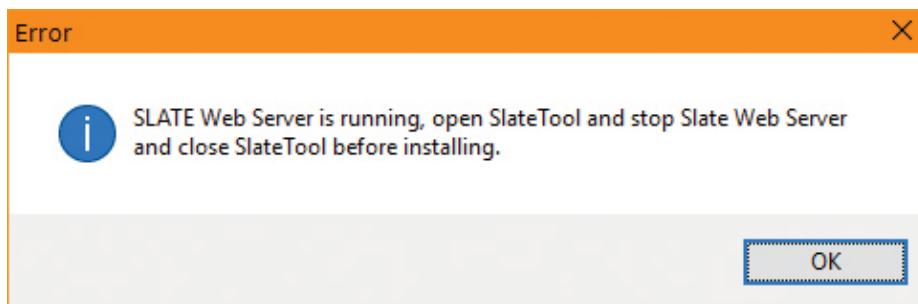 Error
SLATE Web Server is running, open SlateTool and stop Slate Web Server
and close SlateTool before installing.
OK